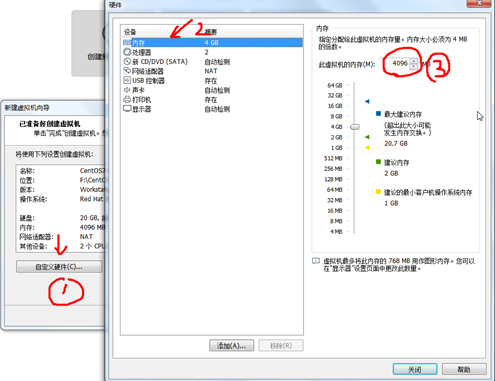 创建
新建虚拟机向导
已准备好创建虚拟机
单击"完成"创建虚拟机。
将使用下列设置创建虚拟机:
名称: CentOS7
位置: F:\CentO
版本: Workstat
操作系统: Red Hat
硬盘: 20 GB,
内存: 4096 MB
网络适配器: NAT
其他设备: 2 个 CPU
自定义硬件(C)...
1
硬件
设备 摘要
2
内存 4 GB
处理器 2
新 CD/DVD (SATA) 自动检测
网络适配器 NAT
USB 控制器 存在
声卡 自动检测
打印机 存在
显示器 自动检测
添加(A)... 移除(R)
内存
指定分配给此虚拟机的内存量。内存大小必须为 4 MB
的倍数。
此虚拟机的内存(M): 4096 MB
3
64 GB
32 GB
16 GB
8 GB
4 GB
2 GB
1 GB
512 MB
256 MB
128 MB
64 MB
32 MB
16 MB
8 MB
4 MB
最大建议内存
(超出此大小可能
发生内存交换。)
20.7 GB
建议内存
2 GB
建议的最小客户机操作系统内存
1 GB
虚拟机最多将此内存的 768 MB 用作图形内存。您可以
在"显示器"设置页面中更改此数量。
关闭 帮助